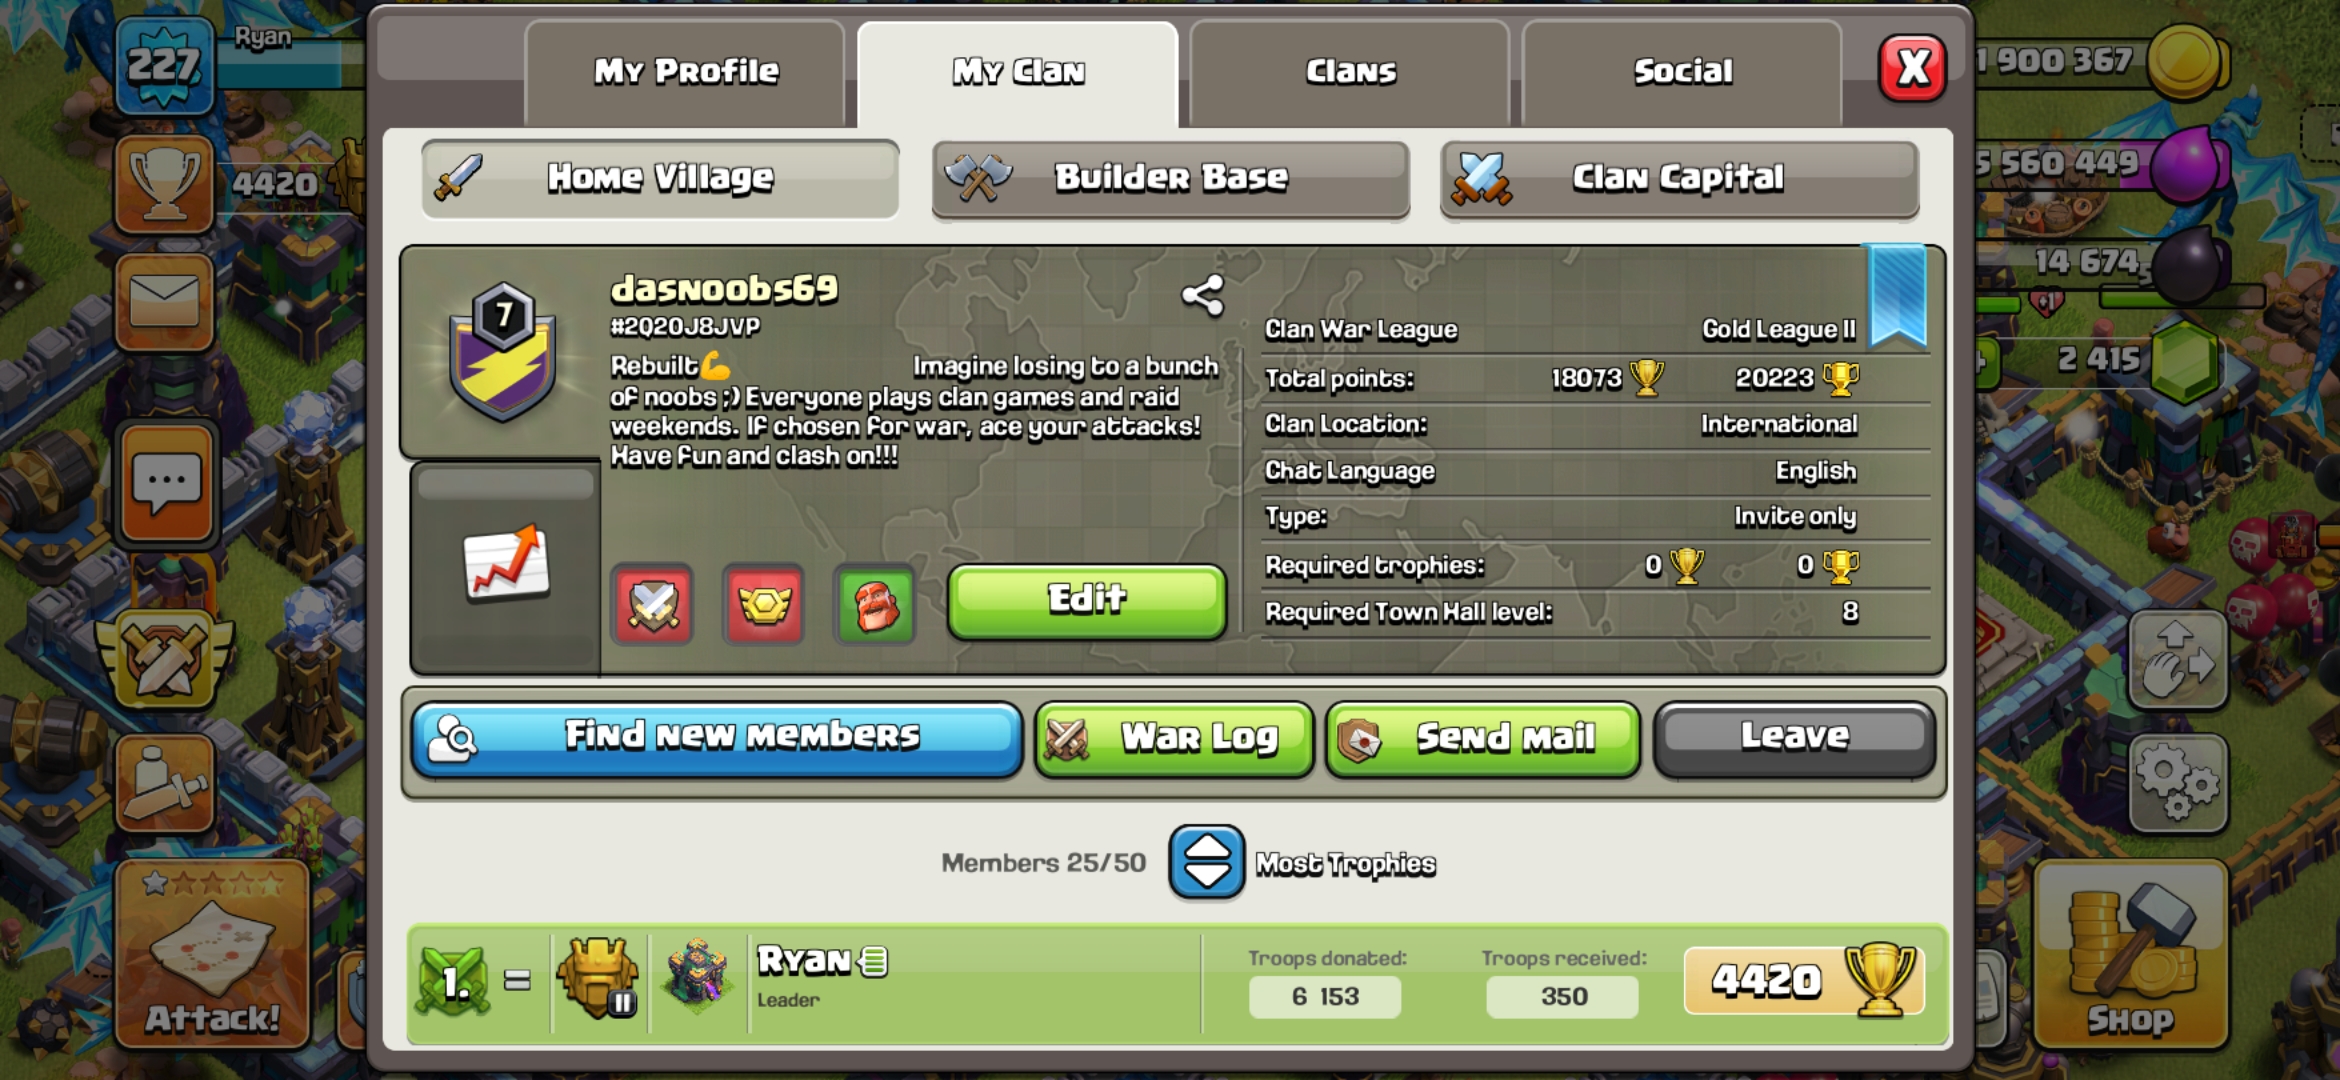 227
Ryan
4420
My Profile
My Clan
Clans
Social
X
1 900 367
5 560 449
14 674
+1
2 415
Home Village
Builder Base
Clan Capital
7
dasnoobs69
#2Q20J8JVP
Rebuilt💪 Imagine losing to a bunch
of noobs ;) Everyone plays clan games and raid
weekends. If chosen for war, ace your attacks!
Have fun and clash on!!!
Edit
Clan War League Gold League II
Total points: 18073 20223
Clan Location: International
Chat Language English
Type: Invite only
Required trophies: 0 0
Required Town Hall level: 8
Find new members
War Log
Send mail
Leave
Members 25/50
Most Trophies
1. =
Ryan
Leader
Troops donated:
6 153
Troops received:
350
4420
Attack!
Shop